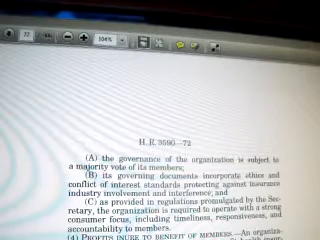 72
104%
H. R. 3590—72
(A) the governance of the organization is subject to
a majority vote of its members;
(B) its governing documents incorporate ethics and
conflict of interest standards protecting against insurance
industry involvement and interference; and
(C) as provided in regulations promulgated by the Sec-
retary, the organization is required to operate with a strong
consumer focus, including timeliness, responsiveness, and
accountability to members.
(4) PROFITS INURE TO BENEFIT OF MEMBERS.—An organiza-